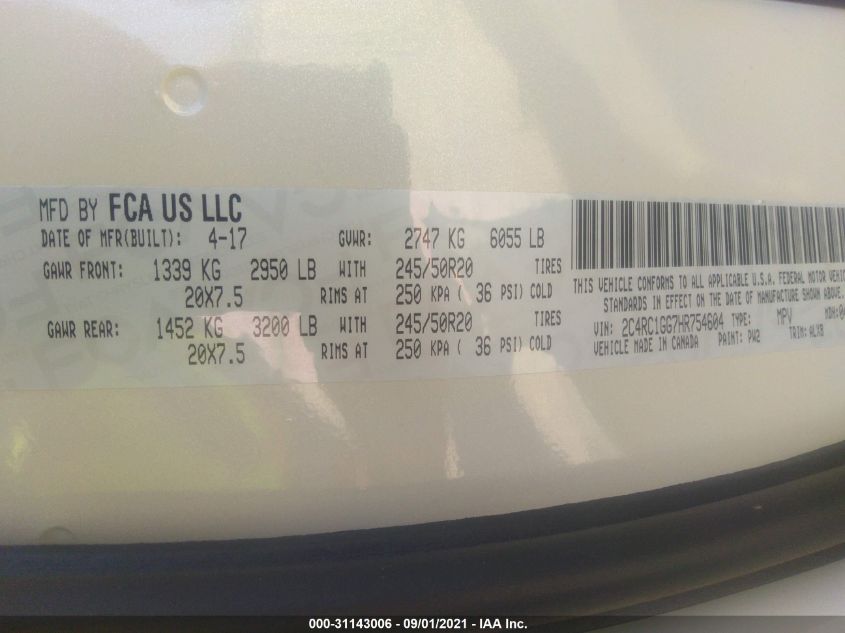 MFD BY FCA US LLC
DATE OF MFR(BUILT): 4-17 GVWR: 2747 KG 6055 LB
GAWR FRONT: 1339 KG 2950 LB WITH 245/50R20 TIRES
20X7.5 RIMS AT 250 KPA ( 36 PSI) COLD
GAWR REAR: 1452 KG 3200 LB WITH 245/50R20 TIRES
20X7.5 RIMS AT 250 KPA ( 36 PSI) COLD
THIS VEHICLE CONFORMS TO ALL APPLICABLE U.S.A. FEDERAL MOTOR
STANDARDS IN EFFECT ON THE DATE OF MANUFACTURE SHOWN ABOVE.
VIN: 2C4RC1GG7HR754604 TYPE: MPV MDH:
VEHICLE MADE IN CANADA PAINT: PW2 TRIM: ALX8
000-31143006 - 09/01/2021 - IAA Inc.